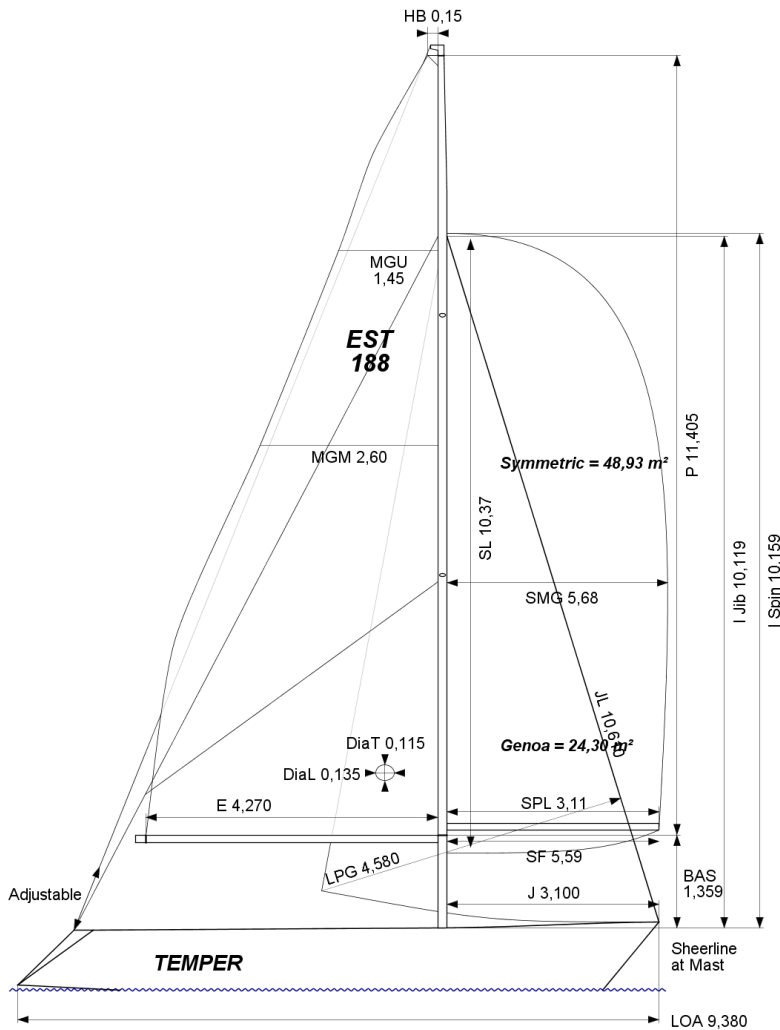 HB 0,15
MGU
1,45
EST
188
MGM 2,60
Symmetric = 48,93 m²
P 11,405
SL 10,37
I Jib 10,119
I Spin 10,159
SMG 5,68
JL
Genoa = 24,30 m²
DiaT 0,115
DiaL 0,135
E 4,270
SPL 3,11
SF 5,59
LPG 4,580
BAS
1,359
J 3,100
Adjustable
TEMPER
Sheerline
at Mast
LOA 9,380